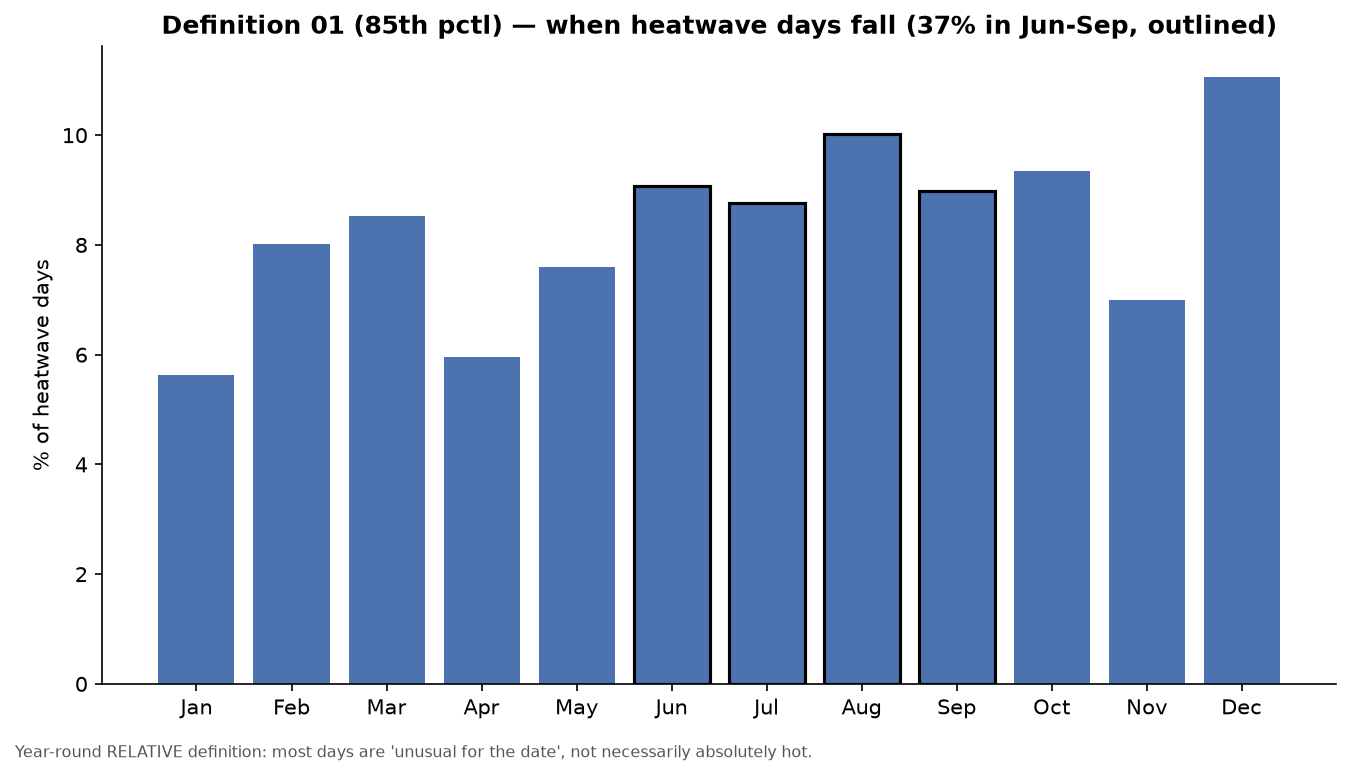 Definition 01 (85th pctl) — when heatwave days fall (37% in Jun-Sep, outlined)
% of heatwave days
10
8
6
4
2
0
Jan Feb Mar Apr May Jun Jul Aug Sep Oct Nov Dec
Year-round RELATIVE definition: most days are 'unusual for the date', not necessarily absolutely hot.